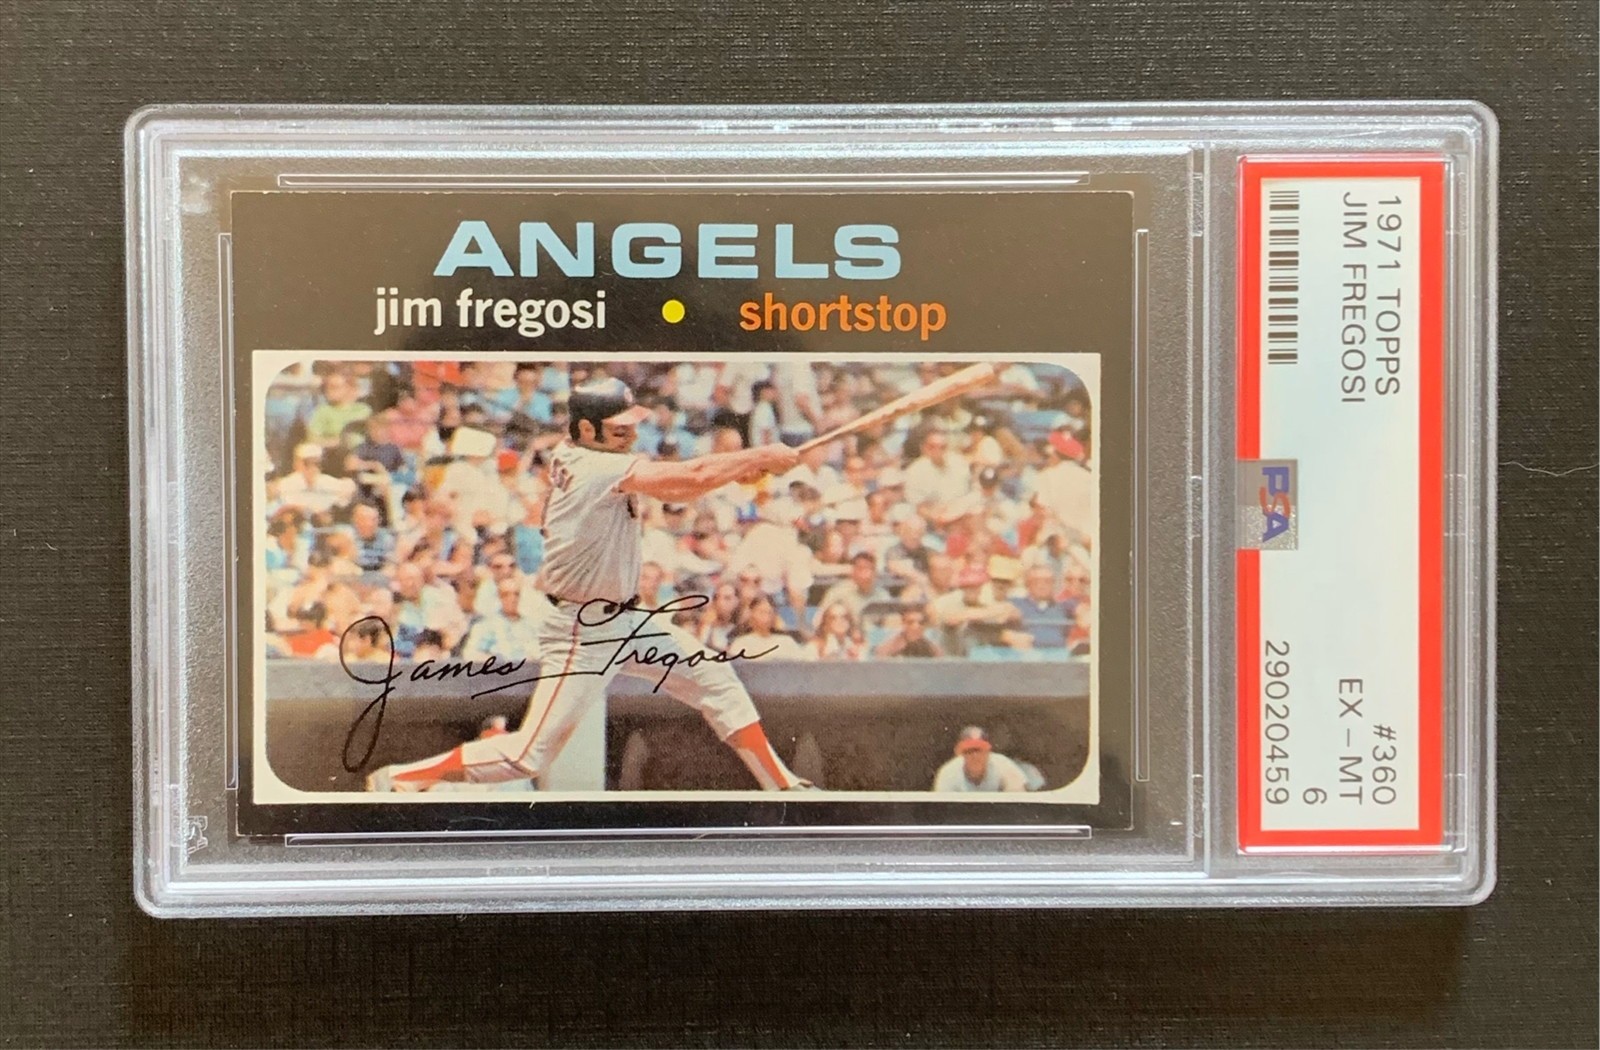 ANGELS
jim fregosi • shortstop
James Fregosi
1971 TOPPS #360
JIM FREGOSI EX - MT
6
PSA
29020459